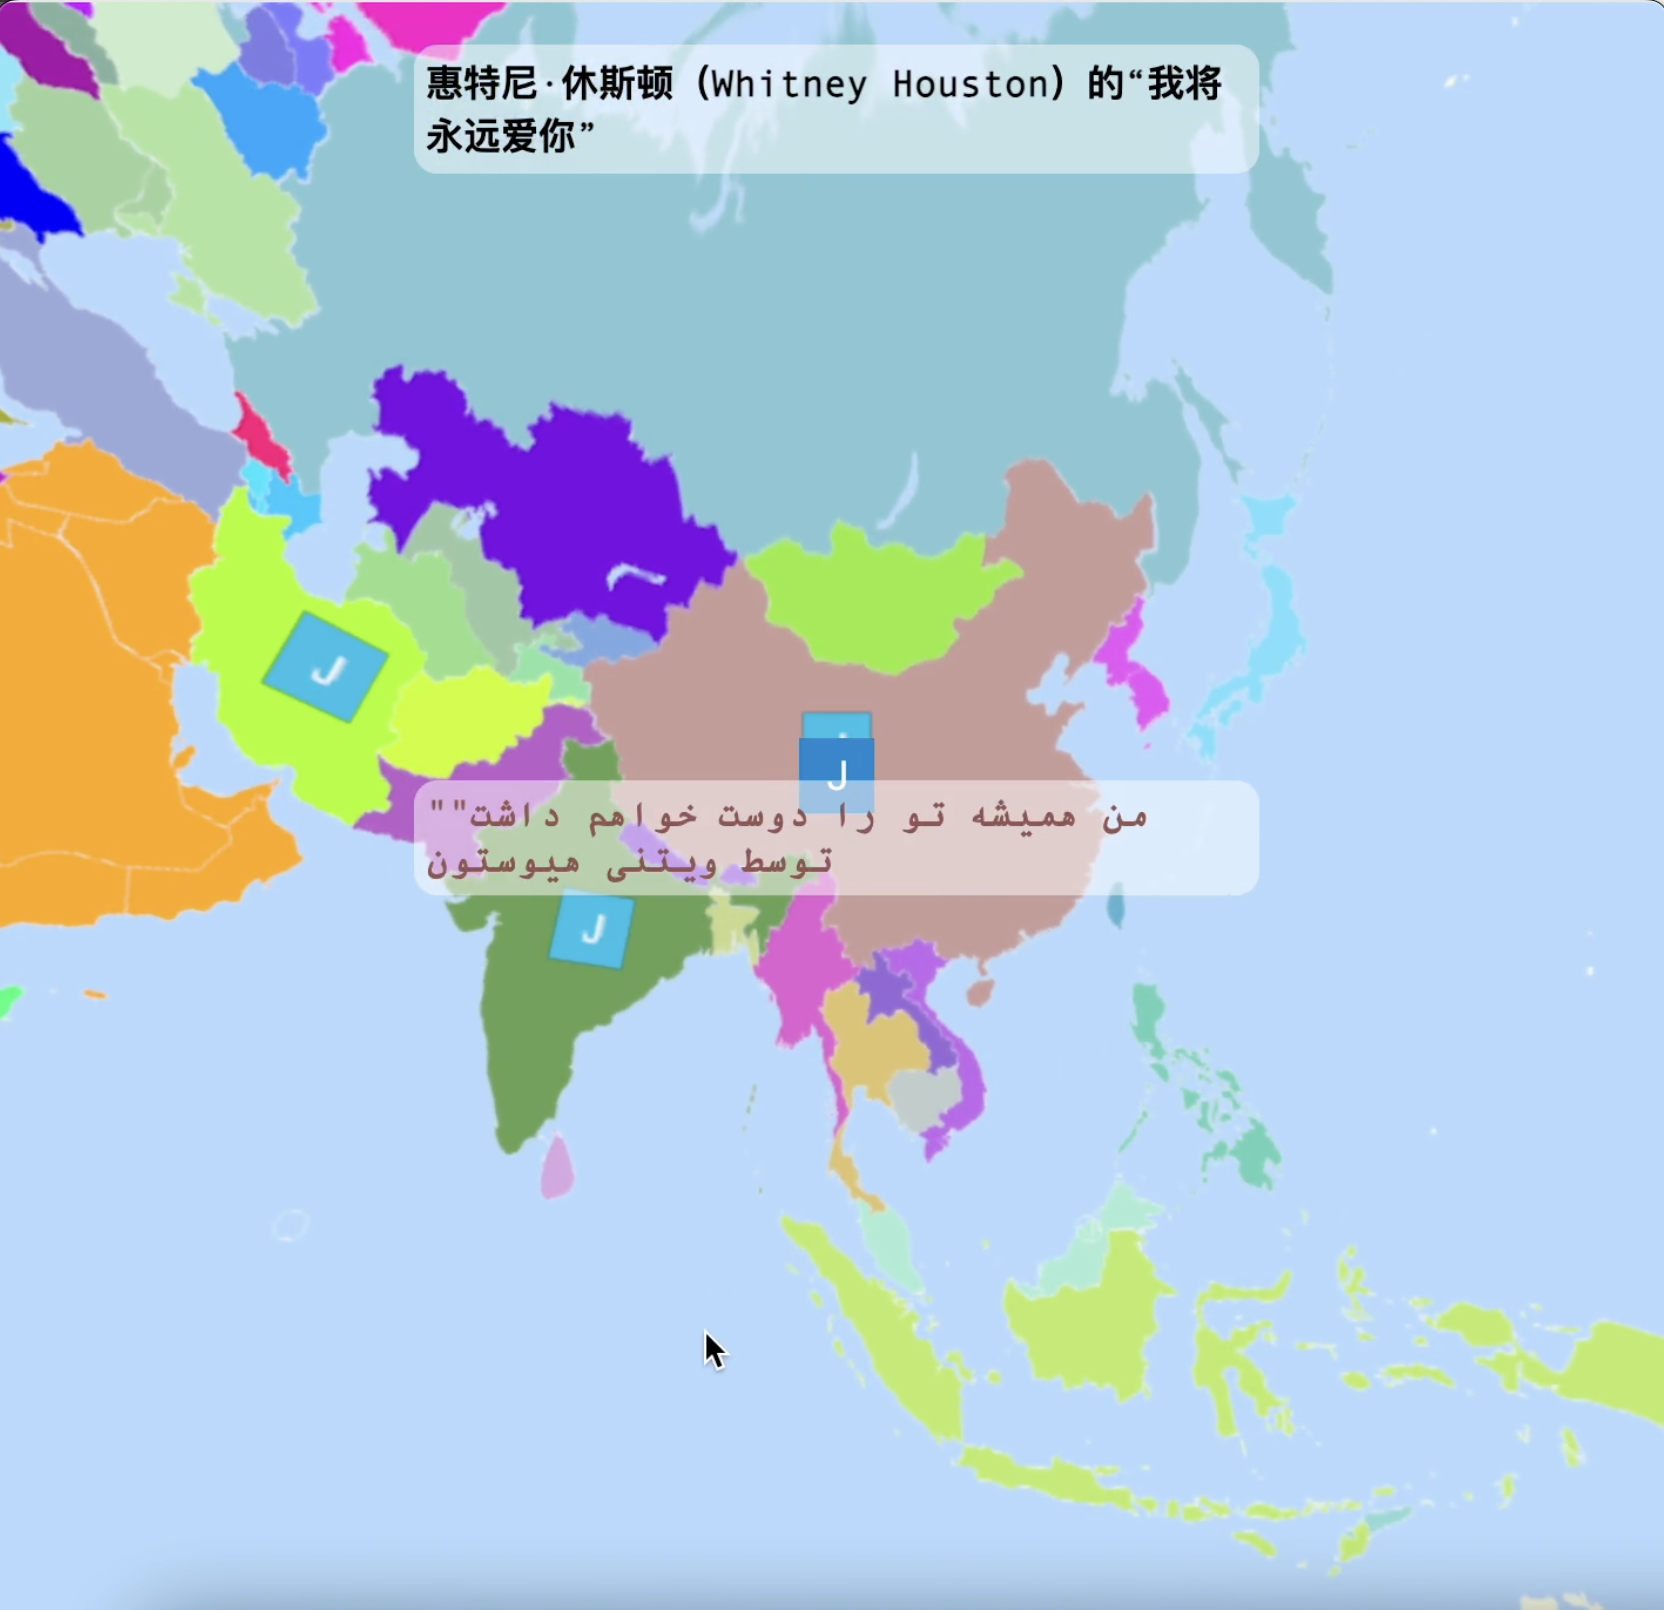 惠特尼·休斯顿（Whitney Houston）的“我将
永远爱你”
J
J
J
""من همیشه تو را دوست خواهم داشت
توسط ویتنی هیوستون
J